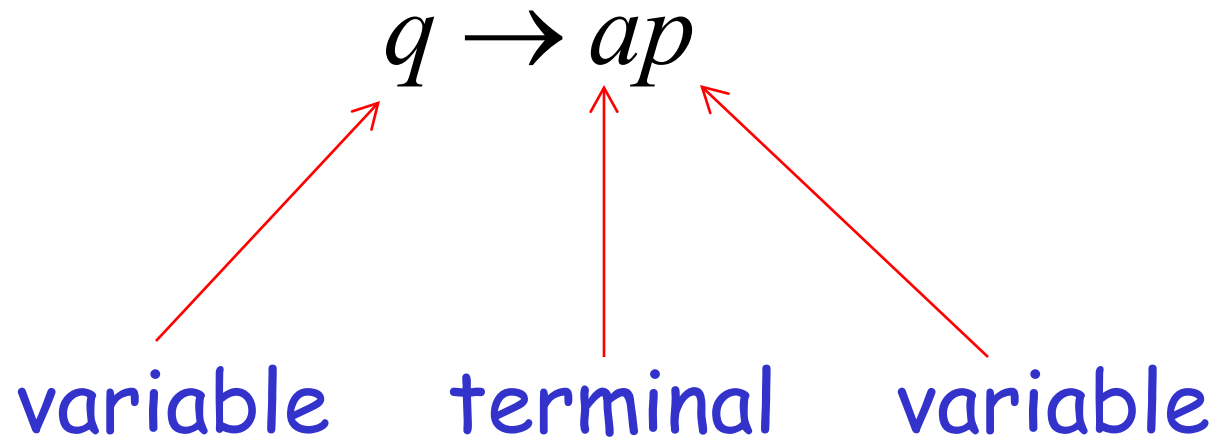 q → ap
variable terminal variable